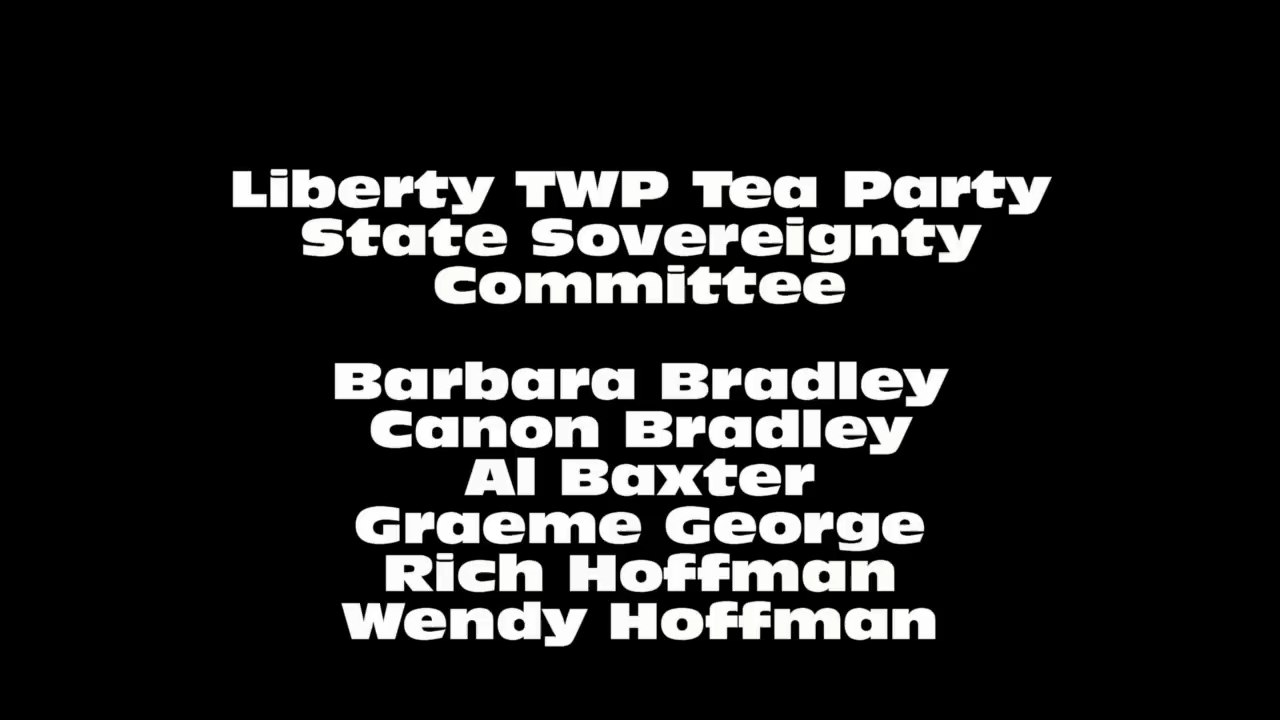 Liberty TWP Tea Party
State Sovereignty
Committee
Barbara Bradley
Canon Bradley
Al Baxter
Graeme George
Rich Hoffman
Wendy Hoffman